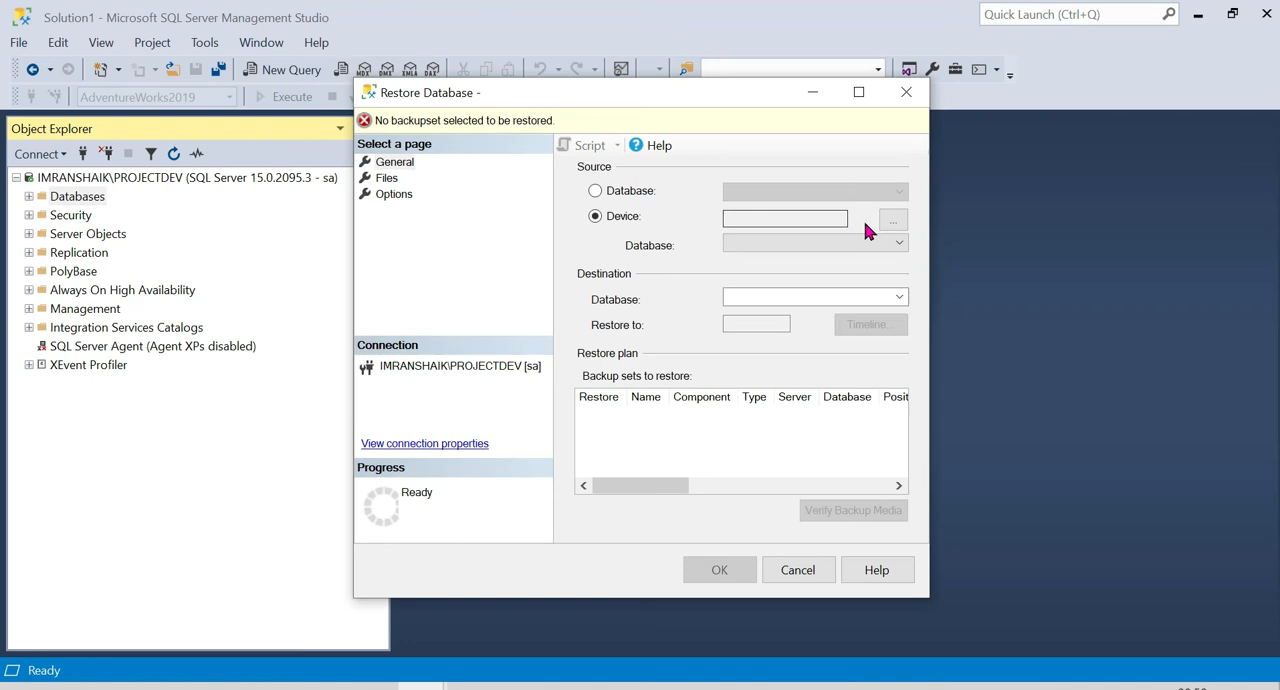 Solution1 - Microsoft SQL Server Management Studio
Quick Launch (Ctrl+Q)
File Edit View Project Tools Window Help
New Query
MDX DMX XMLA DAX
AdventureWorks2019
Execute
Object Explorer
Connect
IMRANSHAIK\PROJECTDEV (SQL Server 15.0.2095.3 - sa)
Databases
Security
Server Objects
Replication
PolyBase
Always On High Availability
Management
Integration Services Catalogs
SQL Server Agent (Agent XPs disabled)
XEvent Profiler
Restore Database -
No backupset selected to be restored.
Select a page
General
Files
Options
Connection
IMRANSHAIK\PROJECTDEV [sa]
View connection properties
Progress
Ready
Script Help
Source
Database:
Device:
...
Database:
Destination
Database:
Restore to:
Timeline...
Restore plan
Backup sets to restore:
Restore Name Component Type Server Database Posit
Verify Backup Media
OK Cancel Help
Ready